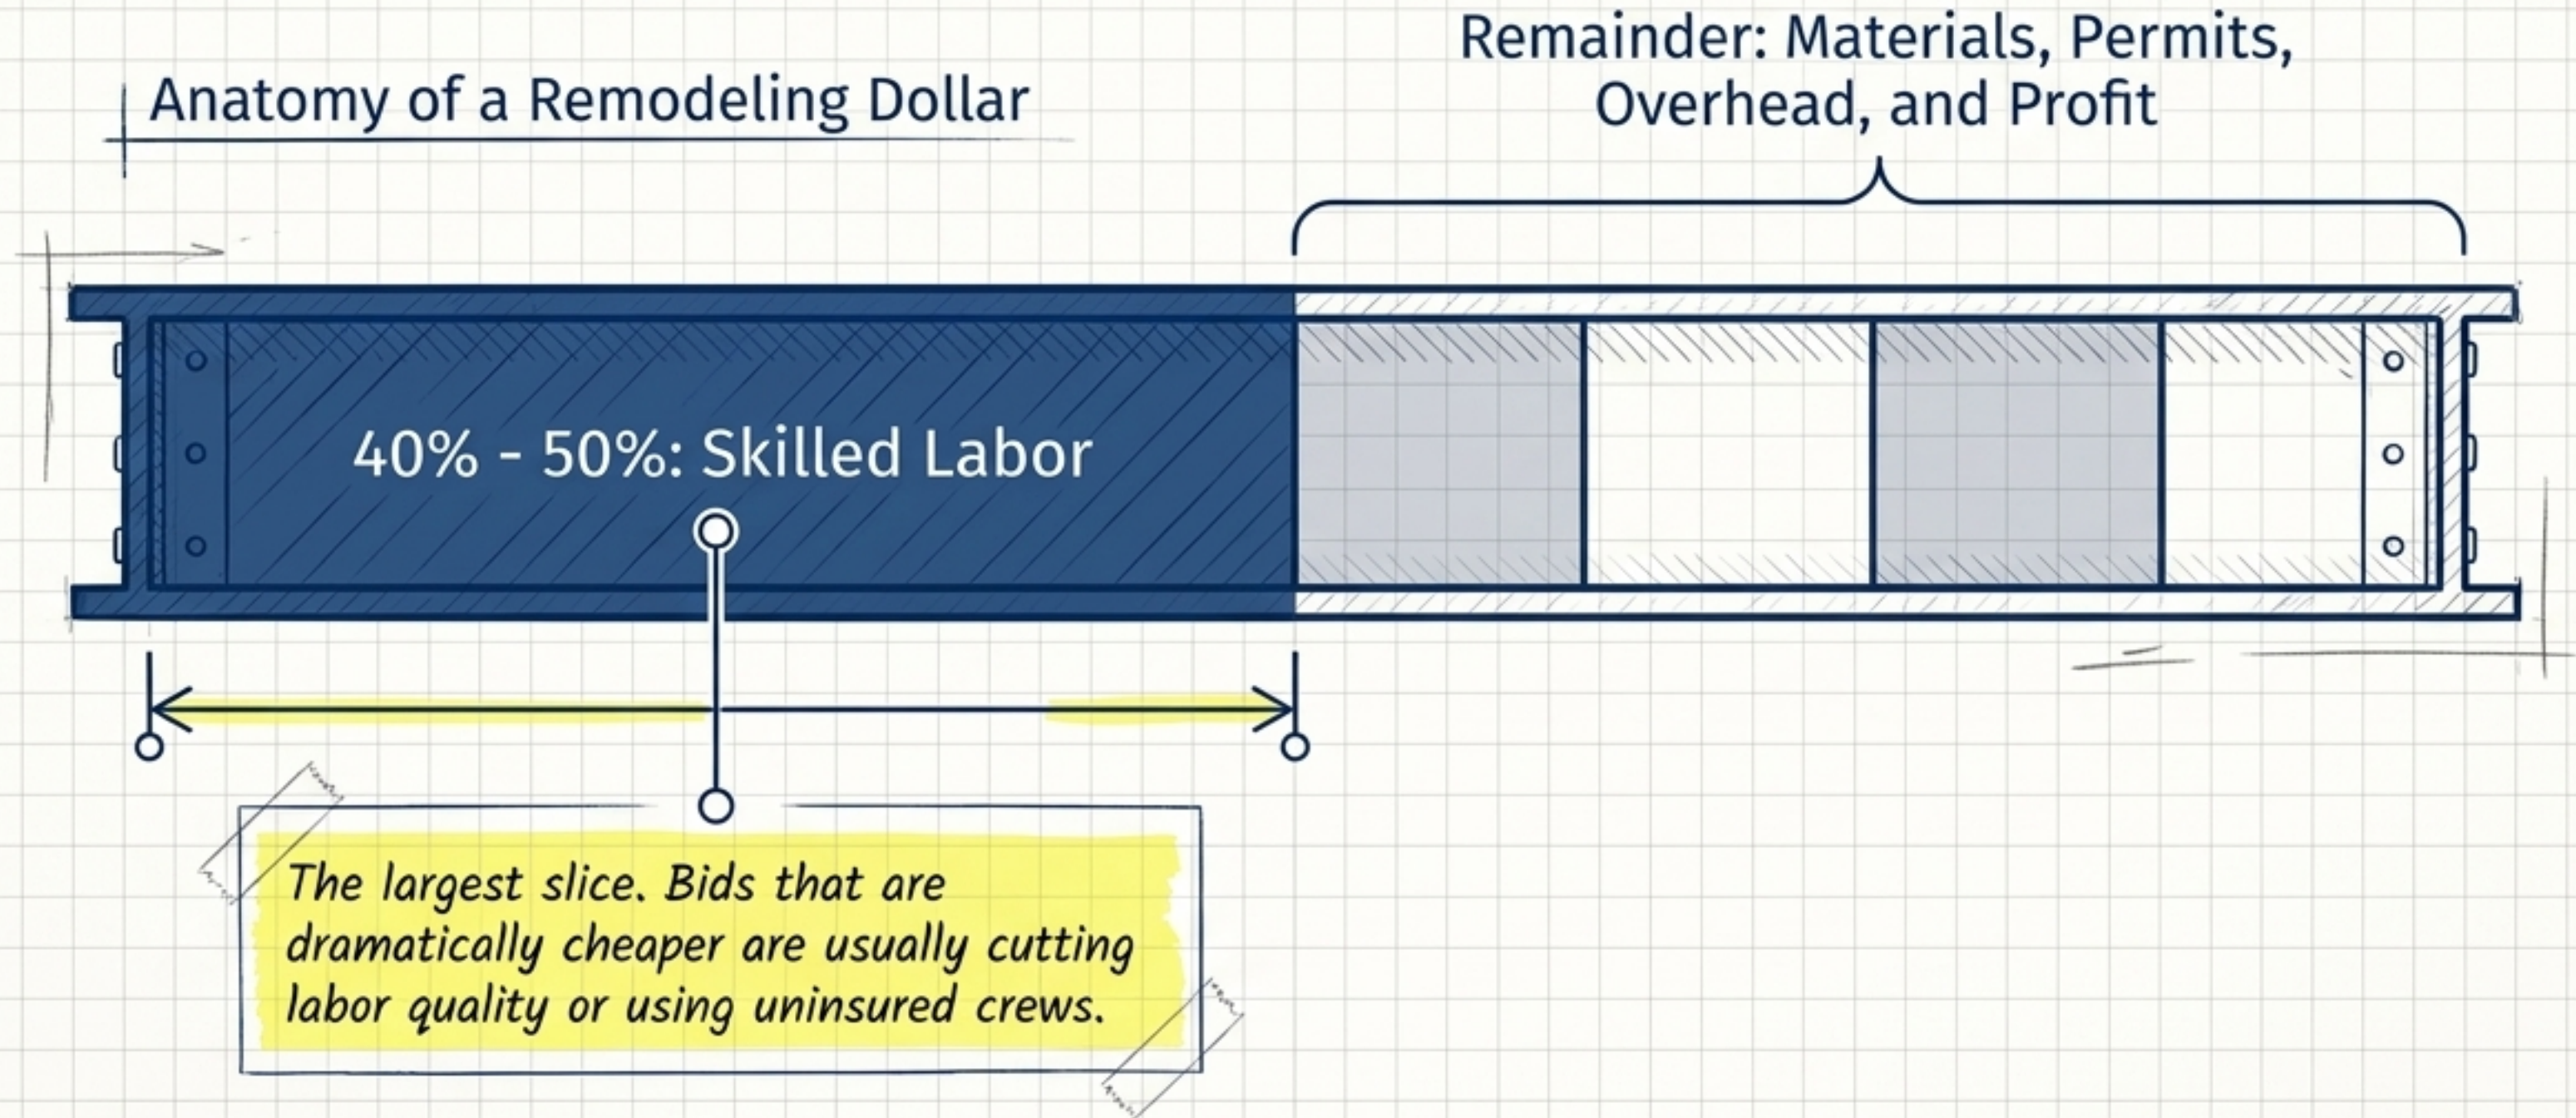 Anatomy of a Remodeling Dollar
Remainder: Materials, Permits,
Overhead, and Profit
40% - 50%: Skilled Labor
The largest slice. Bids that are
dramatically cheaper are usually cutting
labor quality or using uninsured crews.